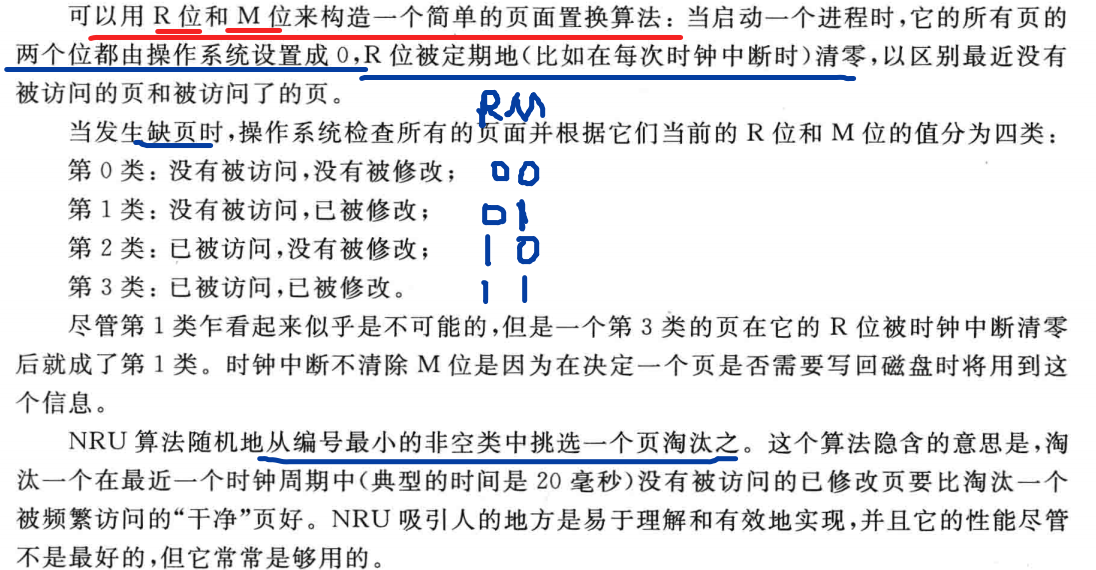 可以用 R 位和 M 位来构造一个简单的页面置换算法：当启动一个进程时，它的所有页的
两个位都由操作系统设置成 0，R 位被定期地（比如在每次时钟中断时）清零，以区别最近没有
被访问的页和被访问了的页。
RM
当发生缺页时，操作系统检查所有的页面并根据它们当前的 R 位和 M 位的值分为四类：
第 0 类：没有被访问，没有被修改； 00
第 1 类：没有被访问，已被修改； 01
第 2 类：已被访问，没有被修改； 10
第 3 类：已被访问，已被修改。 11
尽管第 1 类乍看起来似乎是不可能的，但是一个第 3 类的页在它的 R 位被时钟中断清零
后就成了第 1 类。时钟中断不清除 M 位是因为在决定一个页是否需要写回磁盘时将用到这
个信息。
NRU 算法随机地从编号最小的非空类中挑选一个页淘汰之。这个算法隐含的意思是，淘
汰一个在最近一个时钟周期中（典型的时间是 20 毫秒）没有被访问的已修改页要比淘汰一个
被频繁访问的“干净”页好。NRU 吸引人的地方是易于理解和有效地实现，并且它的性能尽管
不是最好的，但它常常是够用的。